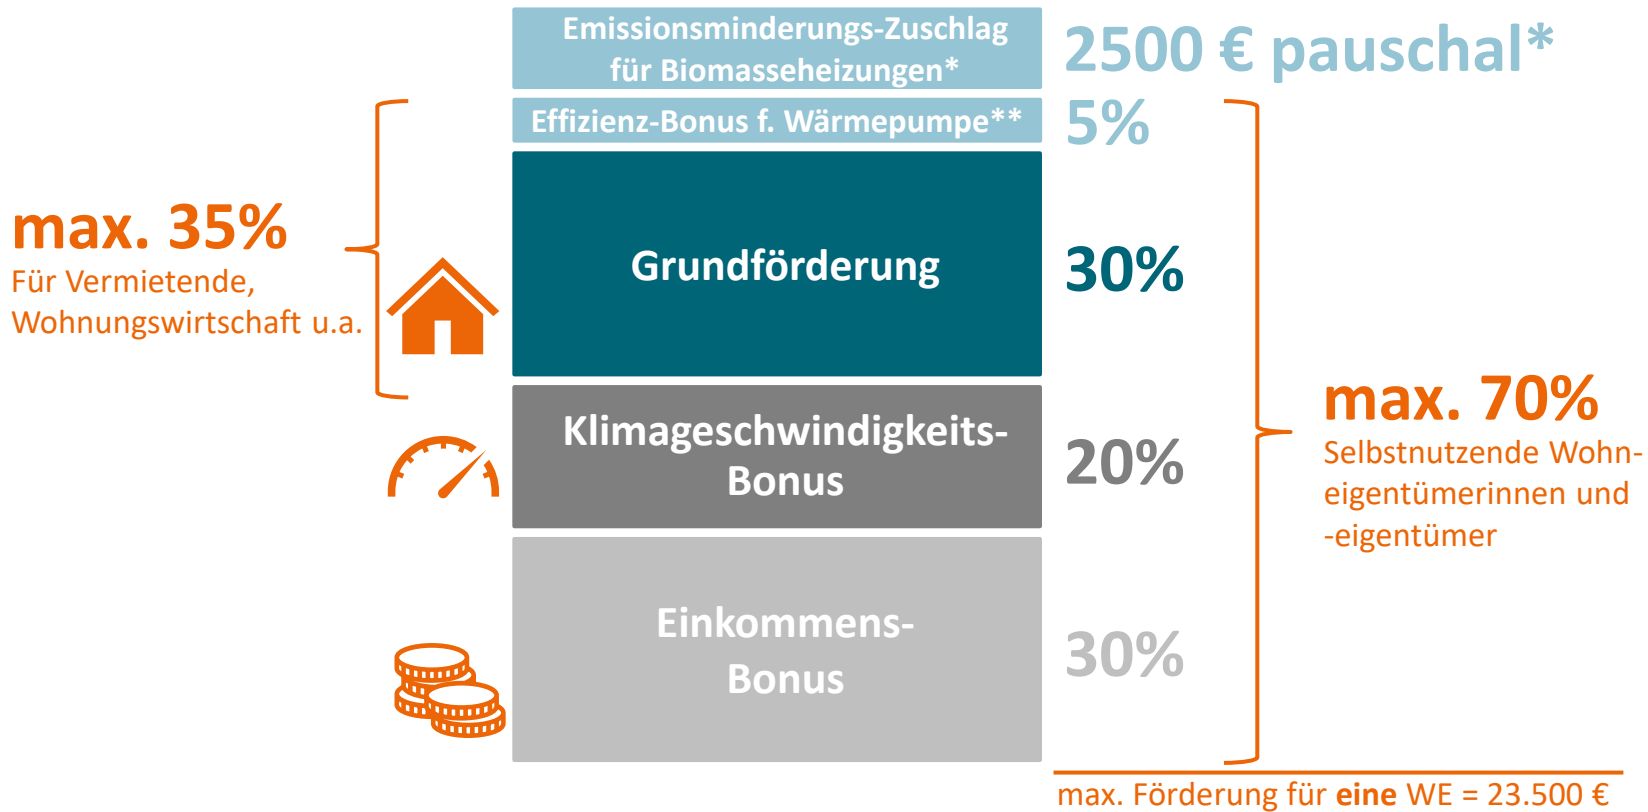 Emissionsminderungs-Zuschlag
für Biomasseheizungen*
2500 € pauschal*
Effizienz-Bonus f. Wärmepumpe**
5%
max. 35%
Für Vermietende,
Wohnungswirtschaft u.a.
Grundförderung
30%
Klimageschwindigkeits-
Bonus
20%
max. 70%
Selbstnutzende Wohn-
eigentümerinnen und
-eigentümer
Einkommens-
Bonus
30%
max. Förderung für eine WE = 23.500 €